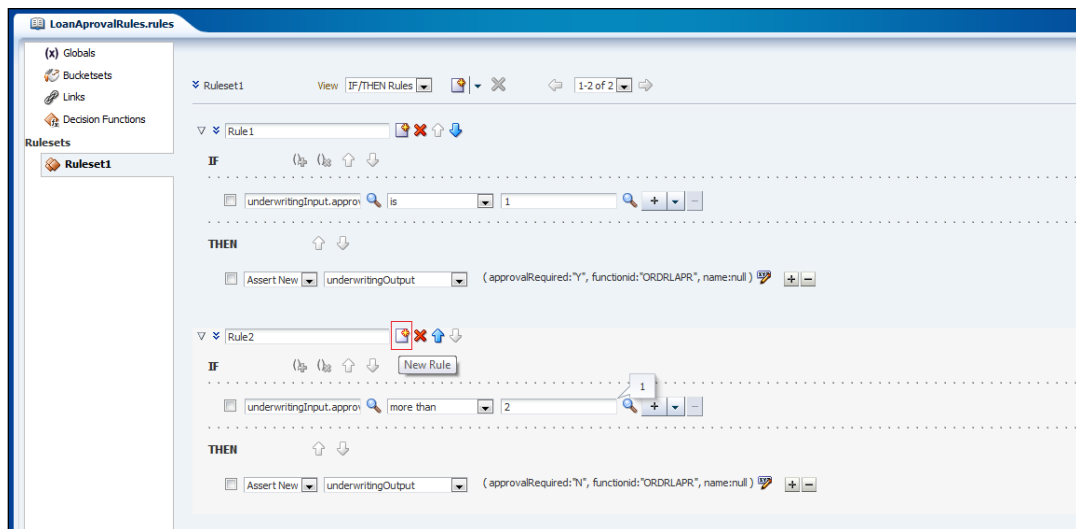 LoanAprovalRules.rules
(x) Globals
Bucketsets
Links
Decision Functions
Rulesets
Ruleset1
Ruleset1 View IF/THEN Rules 1-2 of 2
Rule1
IF
underwritingInput.approv is 1
THEN
Assert New underwritingOutput ( approvalRequired:"Y", functionid:"ORDRLAPR", name:null )
Rule2
IF New Rule
1
underwritingInput.approv more than 2
THEN
Assert New underwritingOutput ( approvalRequired:"N", functionid:"ORDRLAPR", name:null )